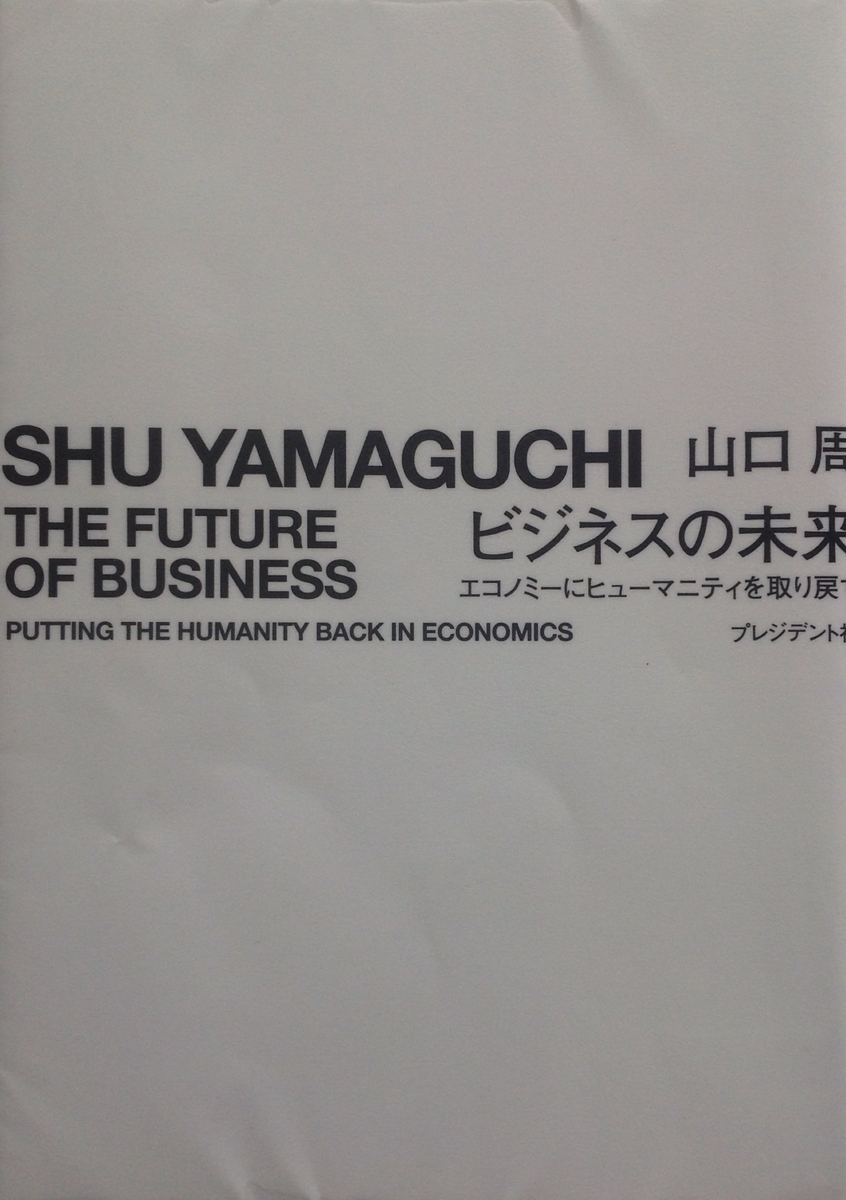 SHU YAMAGUCHI 山口 周
THE FUTURE
OF BUSINESS
ビジネスの未来
PUTTING THE HUMANITY BACK IN ECONOMICS
エコノミーにヒューマニティを取り戻す
プレジデント社